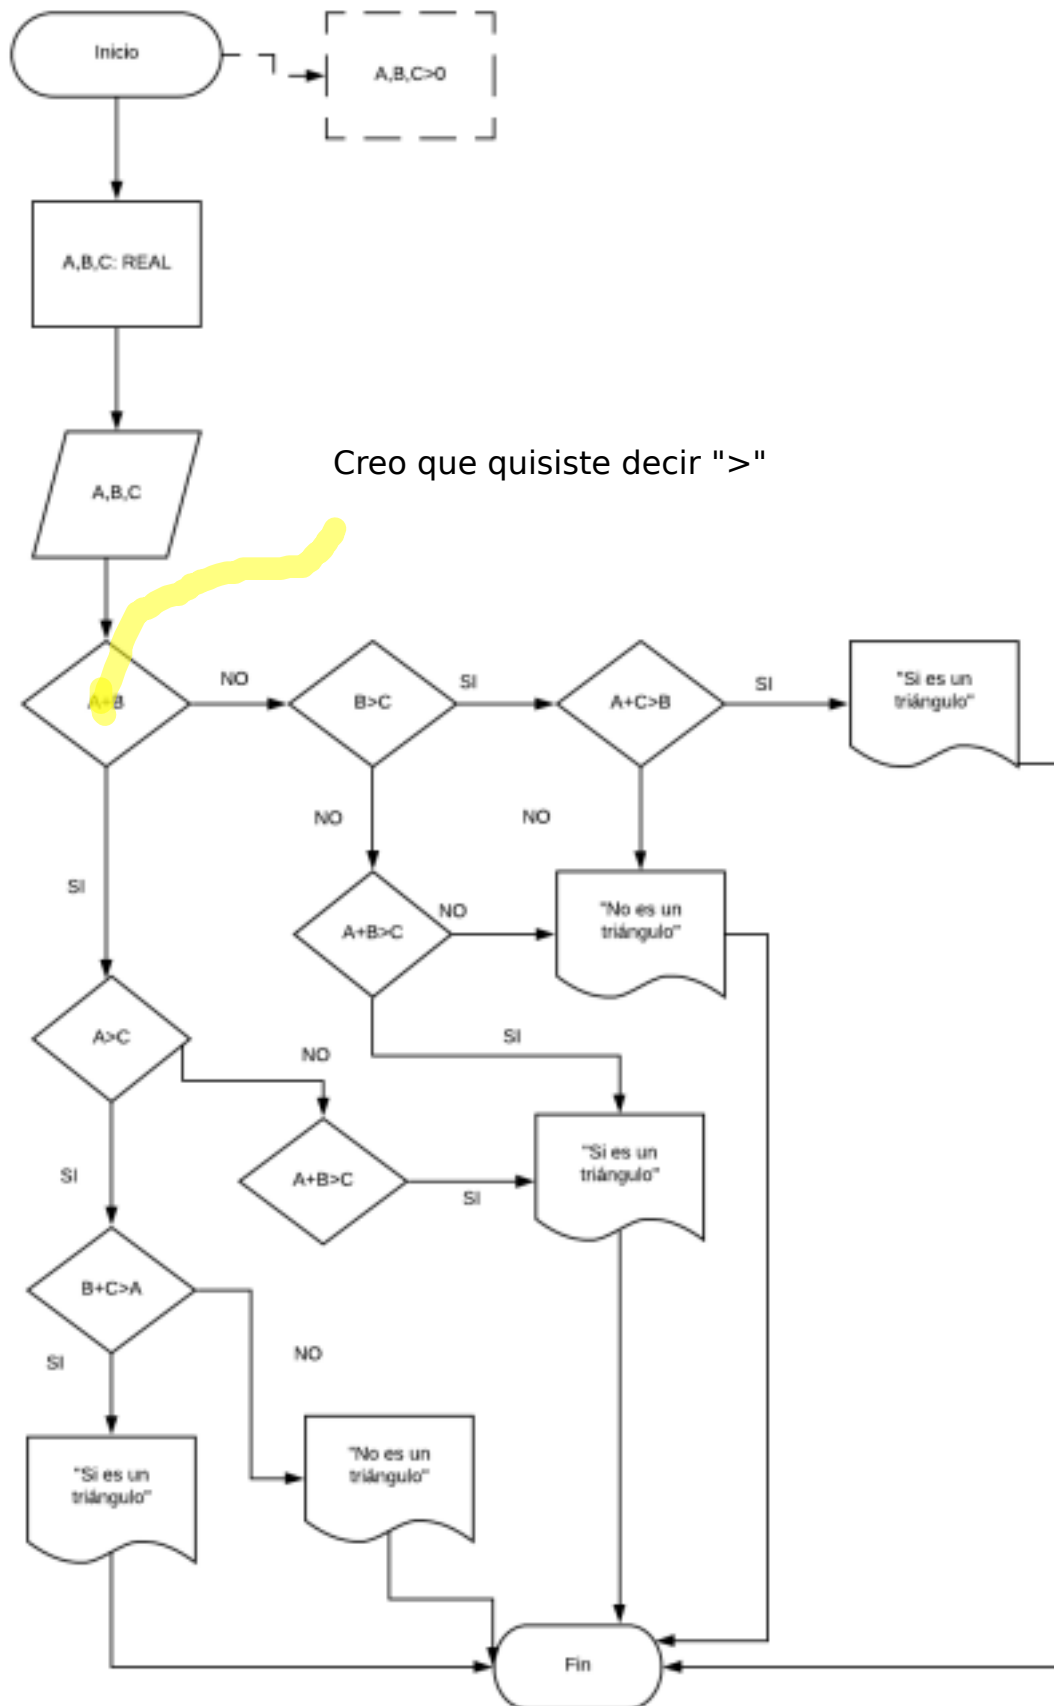 Inicio
A,B,C>0
A,B,C: REAL
Creo que quisiste decir ">"
A,B,C
A+B
NO
B>C
SI
A+C>B
SI
"Si es un
triángulo"
NO
NO
SI
A+B>C
NO
"No es un
triángulo"
A>C
NO
SI
SI
A+B>C
SI
"Si es un
triángulo"
B+C>A
SI
NO
"Si es un
triángulo"
"No es un
triángulo"
Fin